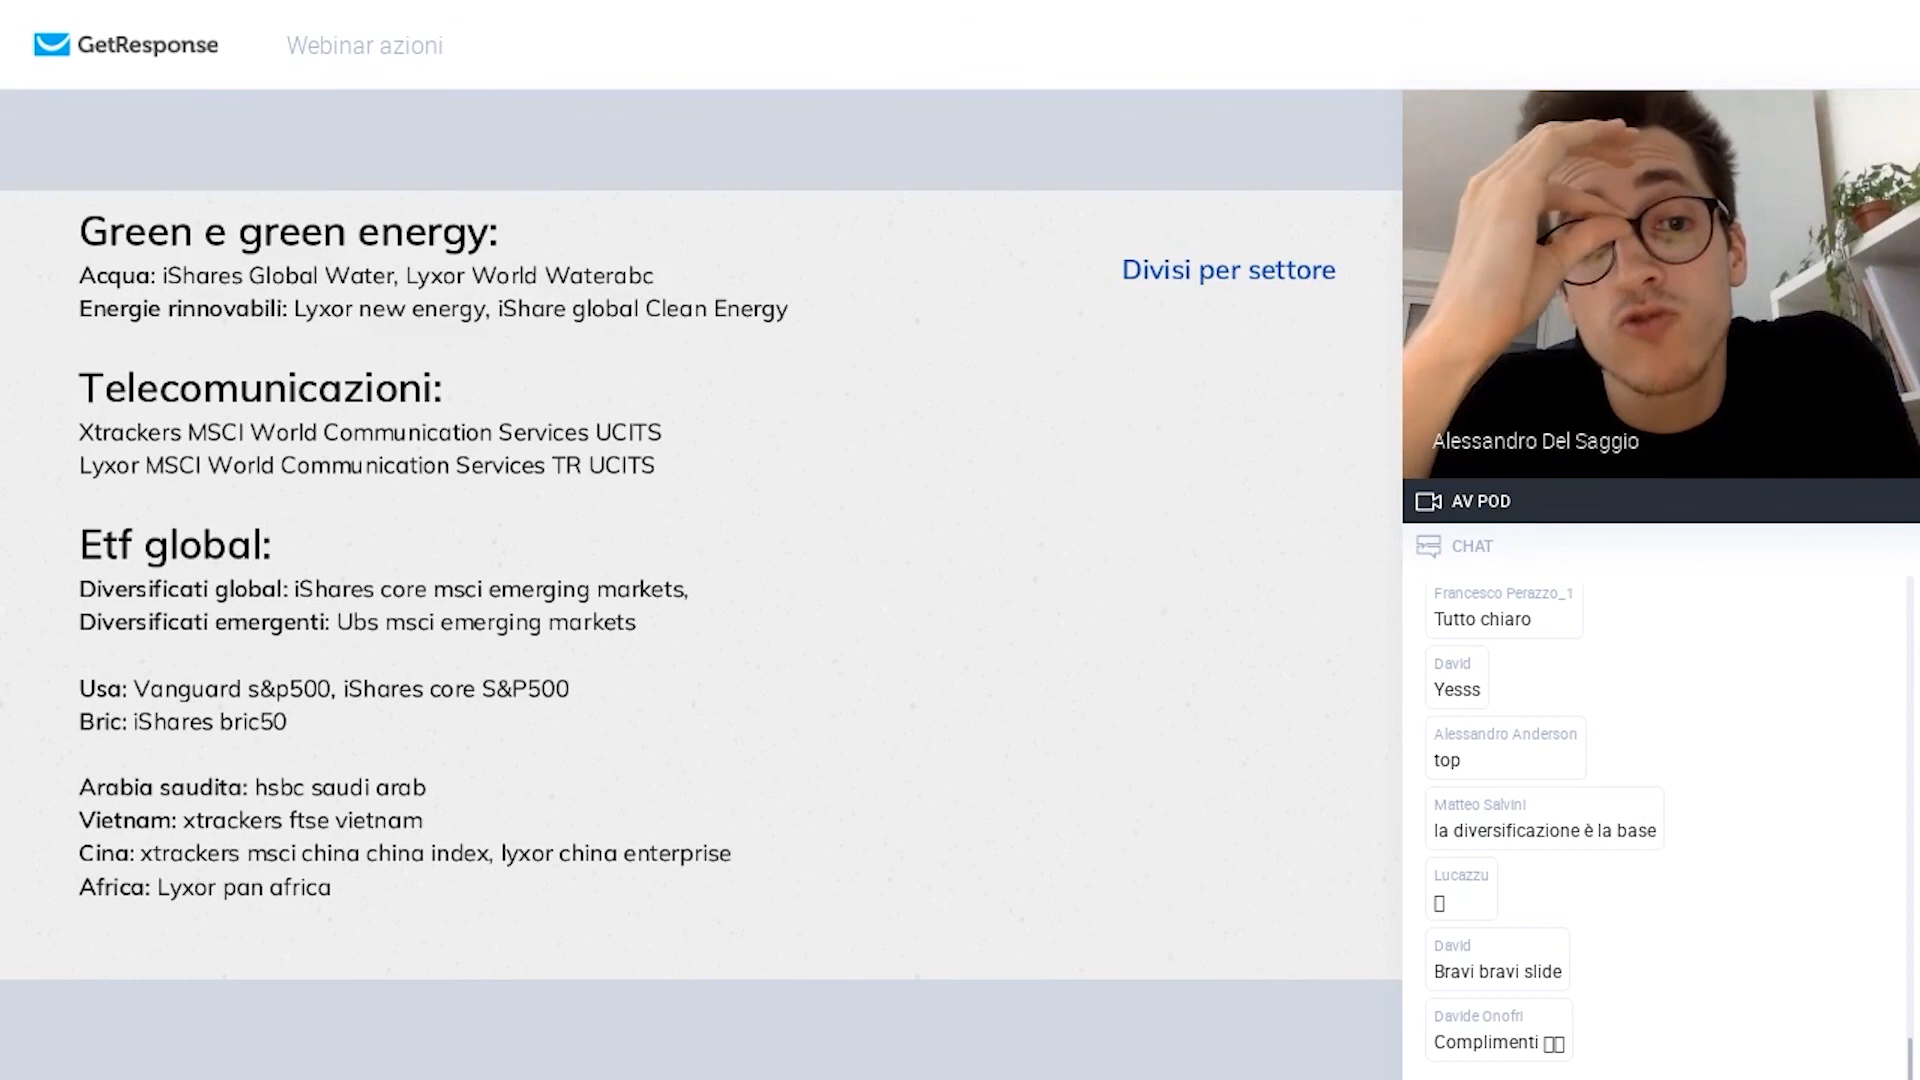 GetResponse
Webinar azioni
Green e green energy:
Acqua: iShares Global Water, Lyxor World Waterabc
Energie rinnovabili: Lyxor new energy, iShare global Clean Energy
Divisi per settore
Telecomunicazioni:
Xtrackers MSCI World Communication Services UCITS
Lyxor MSCI World Communication Services TR UCITS
Etf global:
Diversificati global: iShares core msci emerging markets,
Diversificati emergenti: Ubs msci emerging markets
Usa: Vanguard s&p500, iShares core S&P500
Bric: iShares bric50
Arabia saudita: hsbc saudi arab
Vietnam: xtrackers ftse vietnam
Cina: xtrackers msci china china index, lyxor china enterprise
Africa: Lyxor pan africa
Alessandro Del Saggio
AV POD
CHAT
Francesco Perazzo_1
Tutto chiaro
David
Yesss
Alessandro Anderson
top
Matteo Salvini
la diversificazione è la base
Lucazzu
David
Bravi bravi slide
Davide Onofri
Complimenti